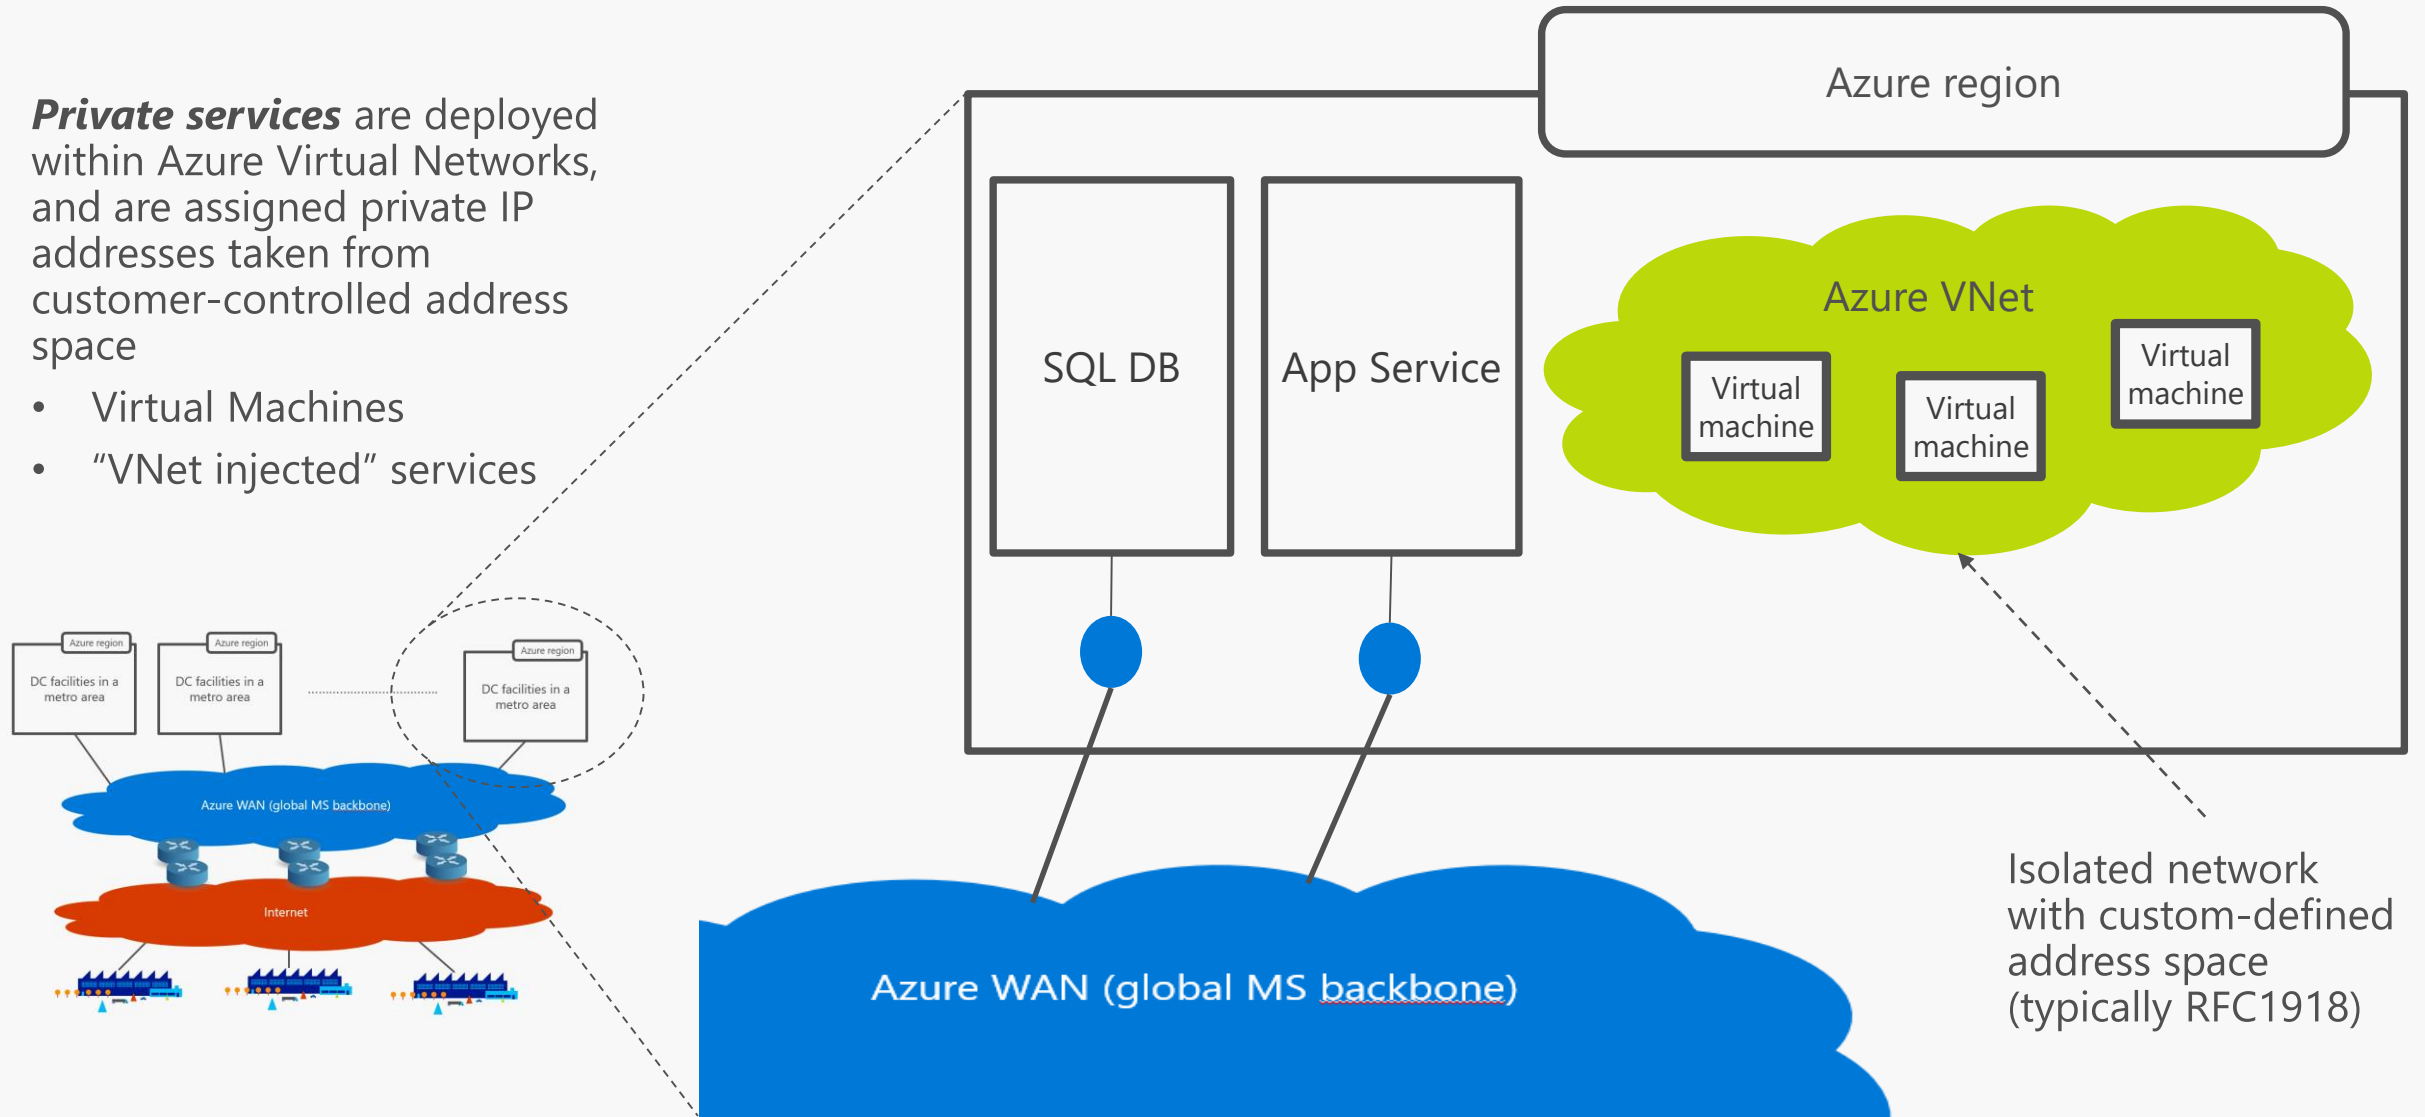 Private services are deployed
within Azure Virtual Networks,
and are assigned private IP
addresses taken from
customer-controlled address
space
• Virtual Machines
• “VNet injected” services
Azure region
SQL DB
App Service
Azure VNet
Virtual
machine
Virtual
machine
Virtual
machine
Azure region
DC facilities in a
metro area
Azure region
DC facilities in a
metro area
Azure region
DC facilities in a
metro area
Azure WAN (global MS backbone)
Internet
Azure WAN (global MS backbone)
Isolated network
with custom-defined
address space
(typically RFC1918)